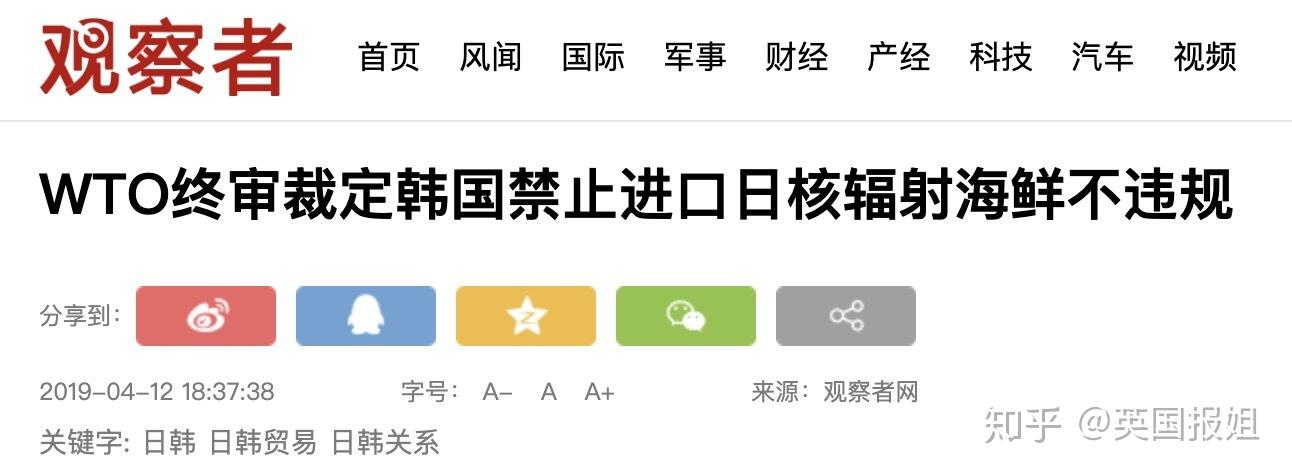 观察者 首页 风闻 国际 军事 财经 产经 科技 汽车 视频
WTO终审裁定韩国禁止进口日核辐射海鲜不违规
分享到:
2019-04-12 18:37:38 字号: A- A A+ 来源: 观察者网
关键字: 日韩 日韩贸易 日韩关系
知乎 @英国报姐